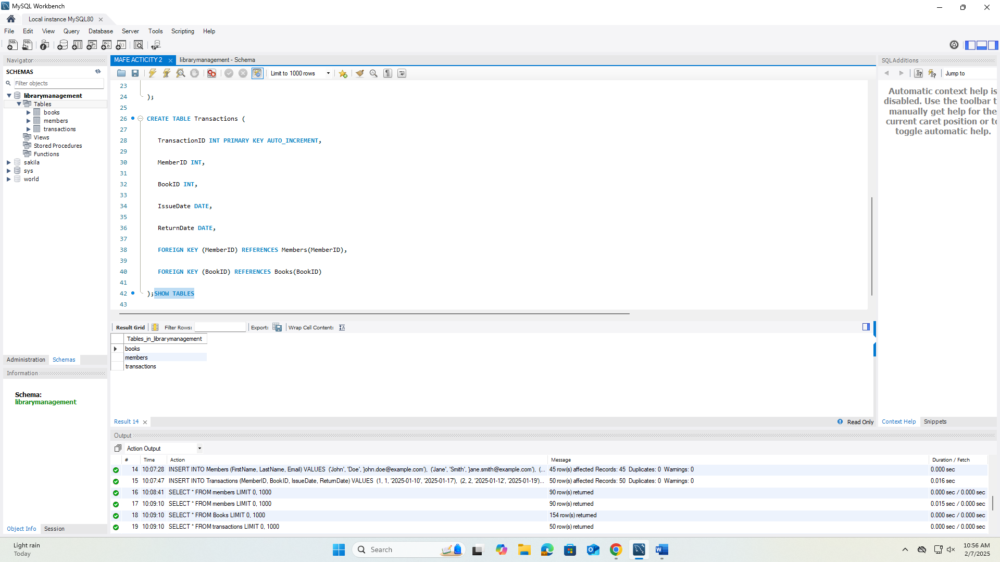 MySQL Workbench
Local instance MySQL80
File Edit View Query Database Server Tools Scripting Help
Navigator
SCHEMAS
Filter objects
librarymanagement
Tables
books
members
transactions
Views
Stored Procedures
Functions
sakila
sys
world
Administration Schemas
Information
Schema:
librarymanagement
Object Info Session
MAFE ACTICITY 2 librarymanagement - Schema
Limit to 1000 rows
23
24 );
25
26 CREATE TABLE Transactions (
27
28 TransactionID INT PRIMARY KEY AUTO_INCREMENT,
29
30 MemberID INT,
31
32 BookID INT,
33
34 IssueDate DATE,
35
36 ReturnDate DATE,
37
38 FOREIGN KEY (MemberID) REFERENCES Members(MemberID),
39
40 FOREIGN KEY (BookID) REFERENCES Books(BookID)
41
42 );SHOW TABLES
43
Result Grid Filter Rows: Export: Wrap Cell Content:
Tables_in_librarymanagement
books
members
transactions
Result 14 Read Only
SQLAdditions
Jump to
Automatic context help is
disabled. Use the toolbar t
manually get help for the
current caret position or to
toggle automatic help.
Context Help Snippets
Output
Action Output
# Time Action Message Duration / Fetch
14 10:07:28 INSERT INTO Members (FirstName, LastName, Email) VALUES ('John', 'Doe', 'john.doe@example.com'), ('Jane', 'Smith', 'jane.smith@example.com'), (... 45 row(s) affected Records: 45 Duplicates: 0 Warnings: 0 0.000 sec
15 10:07:47 INSERT INTO Transactions (MemberID, BookID, IssueDate, ReturnDate) VALUES (1, 1, '2025-01-10', '2025-01-17'), (2, 2, '2025-01-12', '2025-01-19')... 50 row(s) affected Records: 50 Duplicates: 0 Warnings: 0 0.016 sec
16 10:08:41 SELECT * FROM members LIMIT 0, 1000 90 row(s) returned 0.000 sec / 0.000 sec
17 10:09:10 SELECT * FROM members LIMIT 0, 1000 90 row(s) returned 0.015 sec / 0.000 sec
18 10:09:10 SELECT * FROM Books LIMIT 0, 1000 154 row(s) returned 0.000 sec / 0.000 sec
19 10:09:10 SELECT * FROM transactions LIMIT 0, 1000 50 row(s) returned 0.000 sec / 0.000 sec
Light rain
Today
Search
10:56 AM
2/7/2025